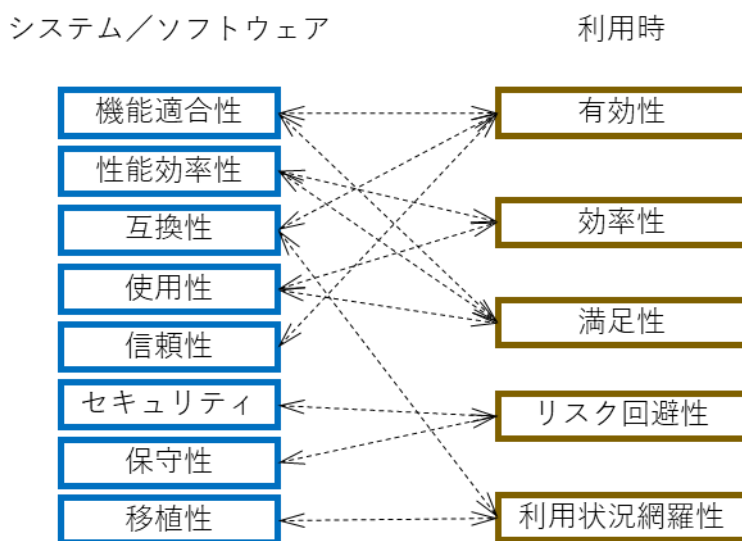 システム／ソフトウェア
利用時
機能適合性
性能効率性
互換性
使用性
信頼性
セキュリティ
保守性
移植性
有効性
効率性
満足性
リスク回避性
利用状況網羅性